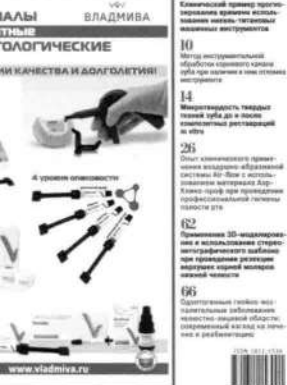 АЛЫ
ВЛАДМИВА
ТНЫЕ
ТОЛОГИЧЕСКИЕ
МИ КАЧЕСТВА И ДОЛГОЛЕТИЯ!
4 уровня опаковости
www.vladmiva.ru
Клинический пример прогно-
зирования времени исполь-
зования никель-титановых
машинных инструментов
10
Метод инструментальной
обработки корневого канала
зуба при наличии в нем отломка
инструмента
14
Микротвердость твердых
тканей зуба до и после
композитных реставраций
in vitro
26
Опыт клинического приме-
нения воздушно-абразивной
системы Air-flow с исполь-
зованием материала Аэр-
Клинз-проф при проведении
профессиональной гигиены
полости рта
62
Применение 3D-моделирова-
ния и использование стерео-
литографического шаблона
при проведении резекции
верхушек корней моляров
нижней челюсти
66
Одонтогенные гнойно-вос-
палительные заболевания
челюстно-лицевой области:
современный взгляд на лече-
ние и реабилитацию